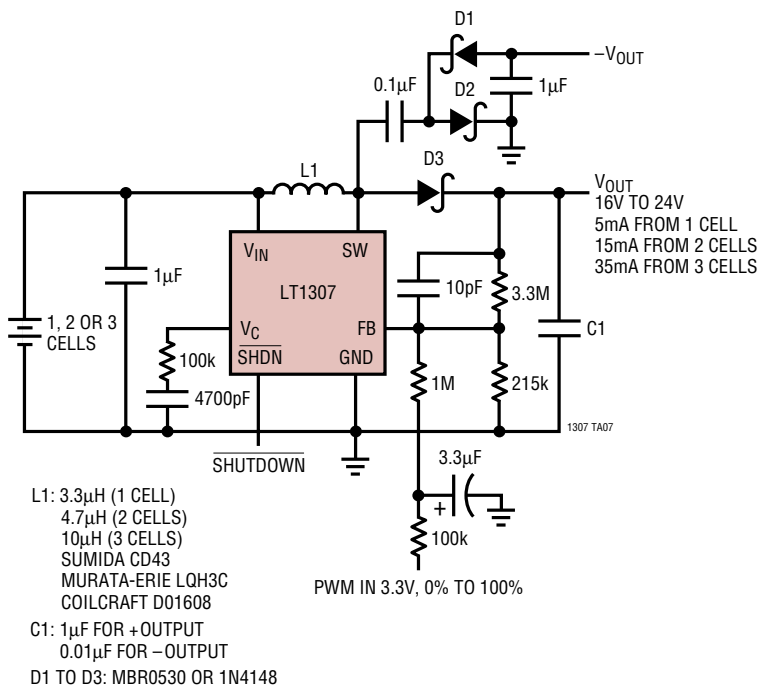 D1
–VOUT
0.1µF
D2
1µF
L1
D3
VOUT
16V TO 24V
5mA FROM 1 CELL
15mA FROM 2 CELLS
35mA FROM 3 CELLS
VIN
SW
1µF
LT1307
10pF
3.3M
1, 2 OR 3
CELLS
VC
FB
C1
100k
SHDN
GND
1M
215k
4700pF
1307 TA07
SHUTDOWN
3.3µF
+
100k
PWM IN 3.3V, 0% TO 100%
L1: 3.3µH (1 CELL)
4.7µH (2 CELLS)
10µH (3 CELLS)
SUMIDA CD43
MURATA-ERIE LQH3C
COILCRAFT D01608
C1: 1µF FOR +OUTPUT
0.01µF FOR –OUTPUT
D1 TO D3: MBR0530 OR 1N4148